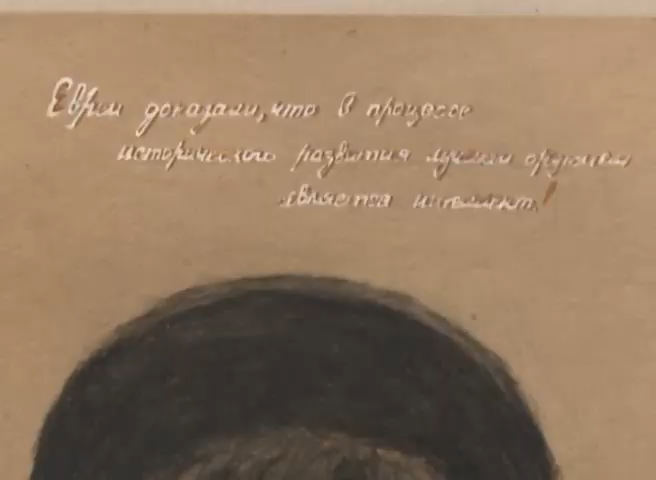 Евреи доказали, что в процессе
исторического развития лучшим оружием
является интеллект!